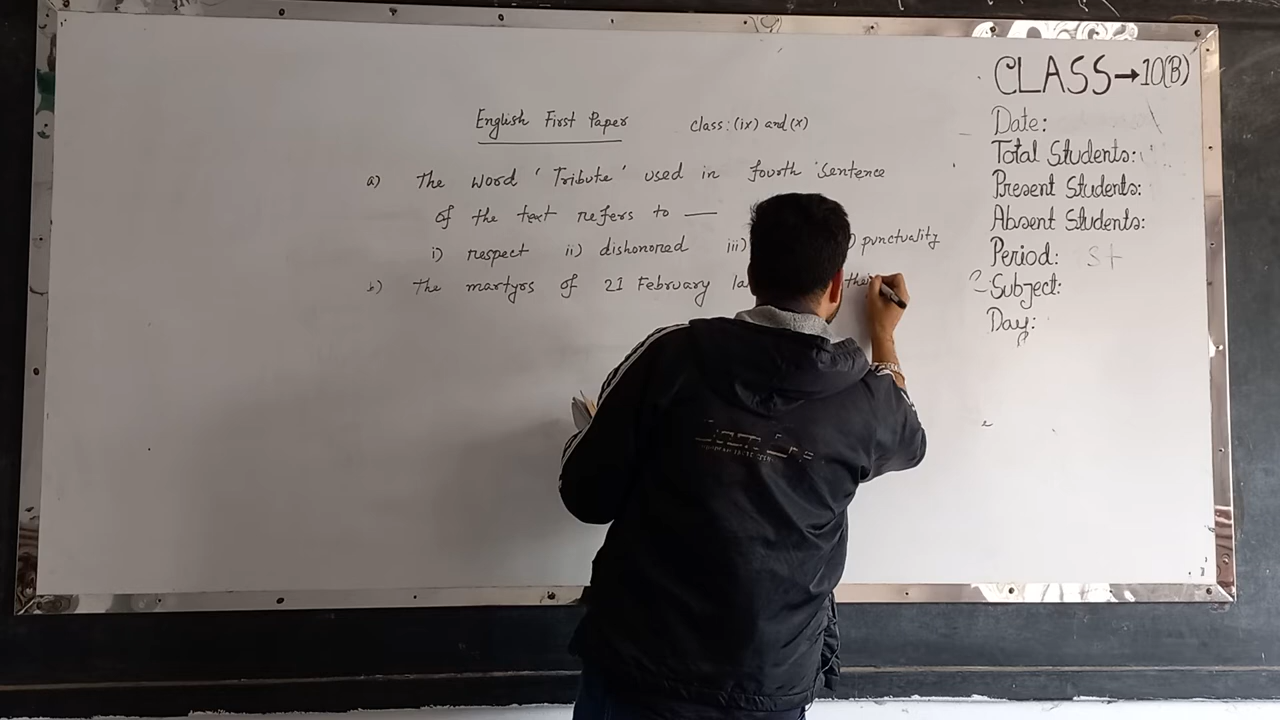 English First Paper class: (ix) and (x)
a) The word 'Tribute' used in fourth sentence
of the text refers to —
i) respect ii) dishonored iii) punctuality
b) The martyrs of 21 February la the
CLASS→10(B)
Date:
Total Students:
Present Students:
Absent Students:
Period: st
Subject:
Day: